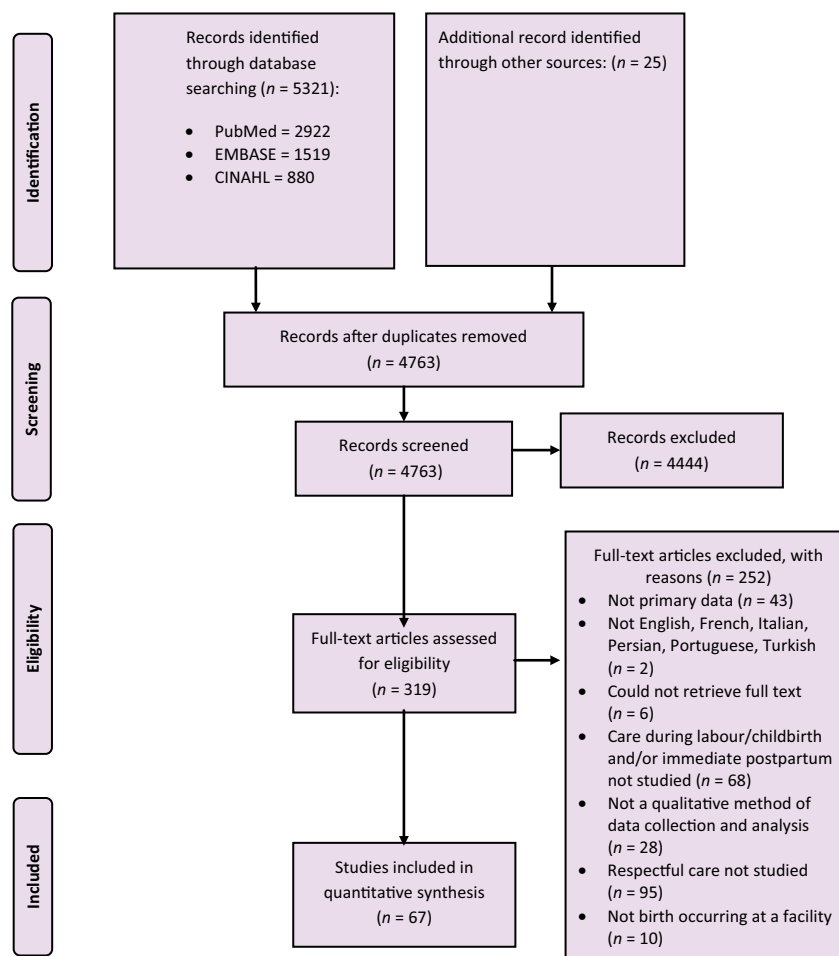 Identification
Records identified
through database
searching (n = 5321):
• PubMed = 2922
• EMBASE = 1519
• CINAHL = 880
Additional record identified
through other sources: (n = 25)
Screening
Records after duplicates removed
(n = 4763)
Records screened
(n = 4763)
Records excluded
(n = 4444)
Eligibility
Full-text articles assessed
for eligibility
(n = 319)
Full-text articles excluded, with
reasons (n = 252)
• Not primary data (n = 43)
• Not English, French, Italian,
Persian, Portuguese, Turkish
(n = 2)
• Could not retrieve full text
(n = 6)
• Care during labour/childbirth
and/or immediate postpartum
not studied (n = 68)
• Not a qualitative method of
data collection and analysis
(n = 28)
• Respectful care not studied
(n = 95)
• Not birth occurring at a facility
(n = 10)
Included
Studies included in
quantitative synthesis
(n = 67)